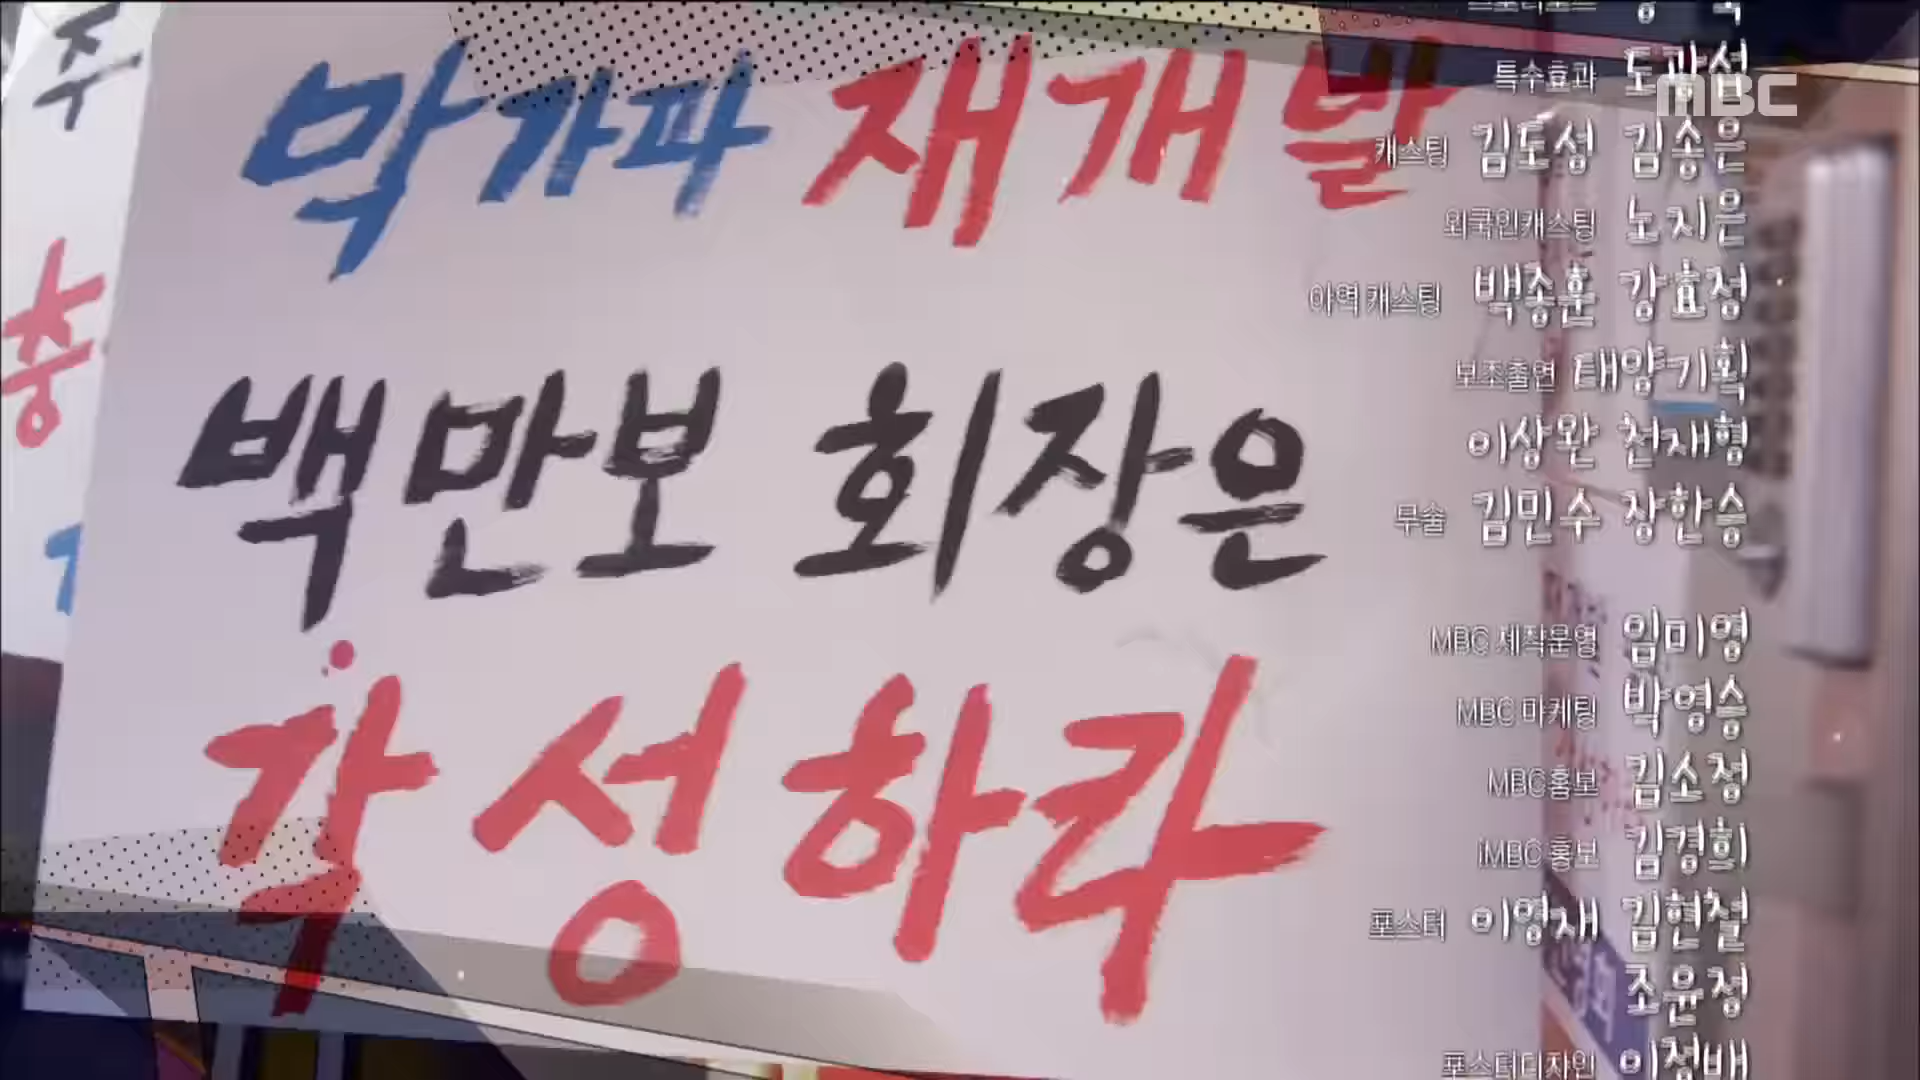 주
막가파 재개발
충
백만보 회장은
각성하라
MBC
특수효과 도광섭
캐스팅 김도성 김송은
외국인캐스팅 노지은
아역 캐스팅 백종훈 강효정
보조출연 태양기획
이상완 천재형
무술 김민수 장한승
MBC 제작운영 임미영
MBC 마케팅 박영승
MBC홍보 김소정
iMBC 홍보 김경희
포스터 이영재 김현철
조윤정
포스터디자인 이정배